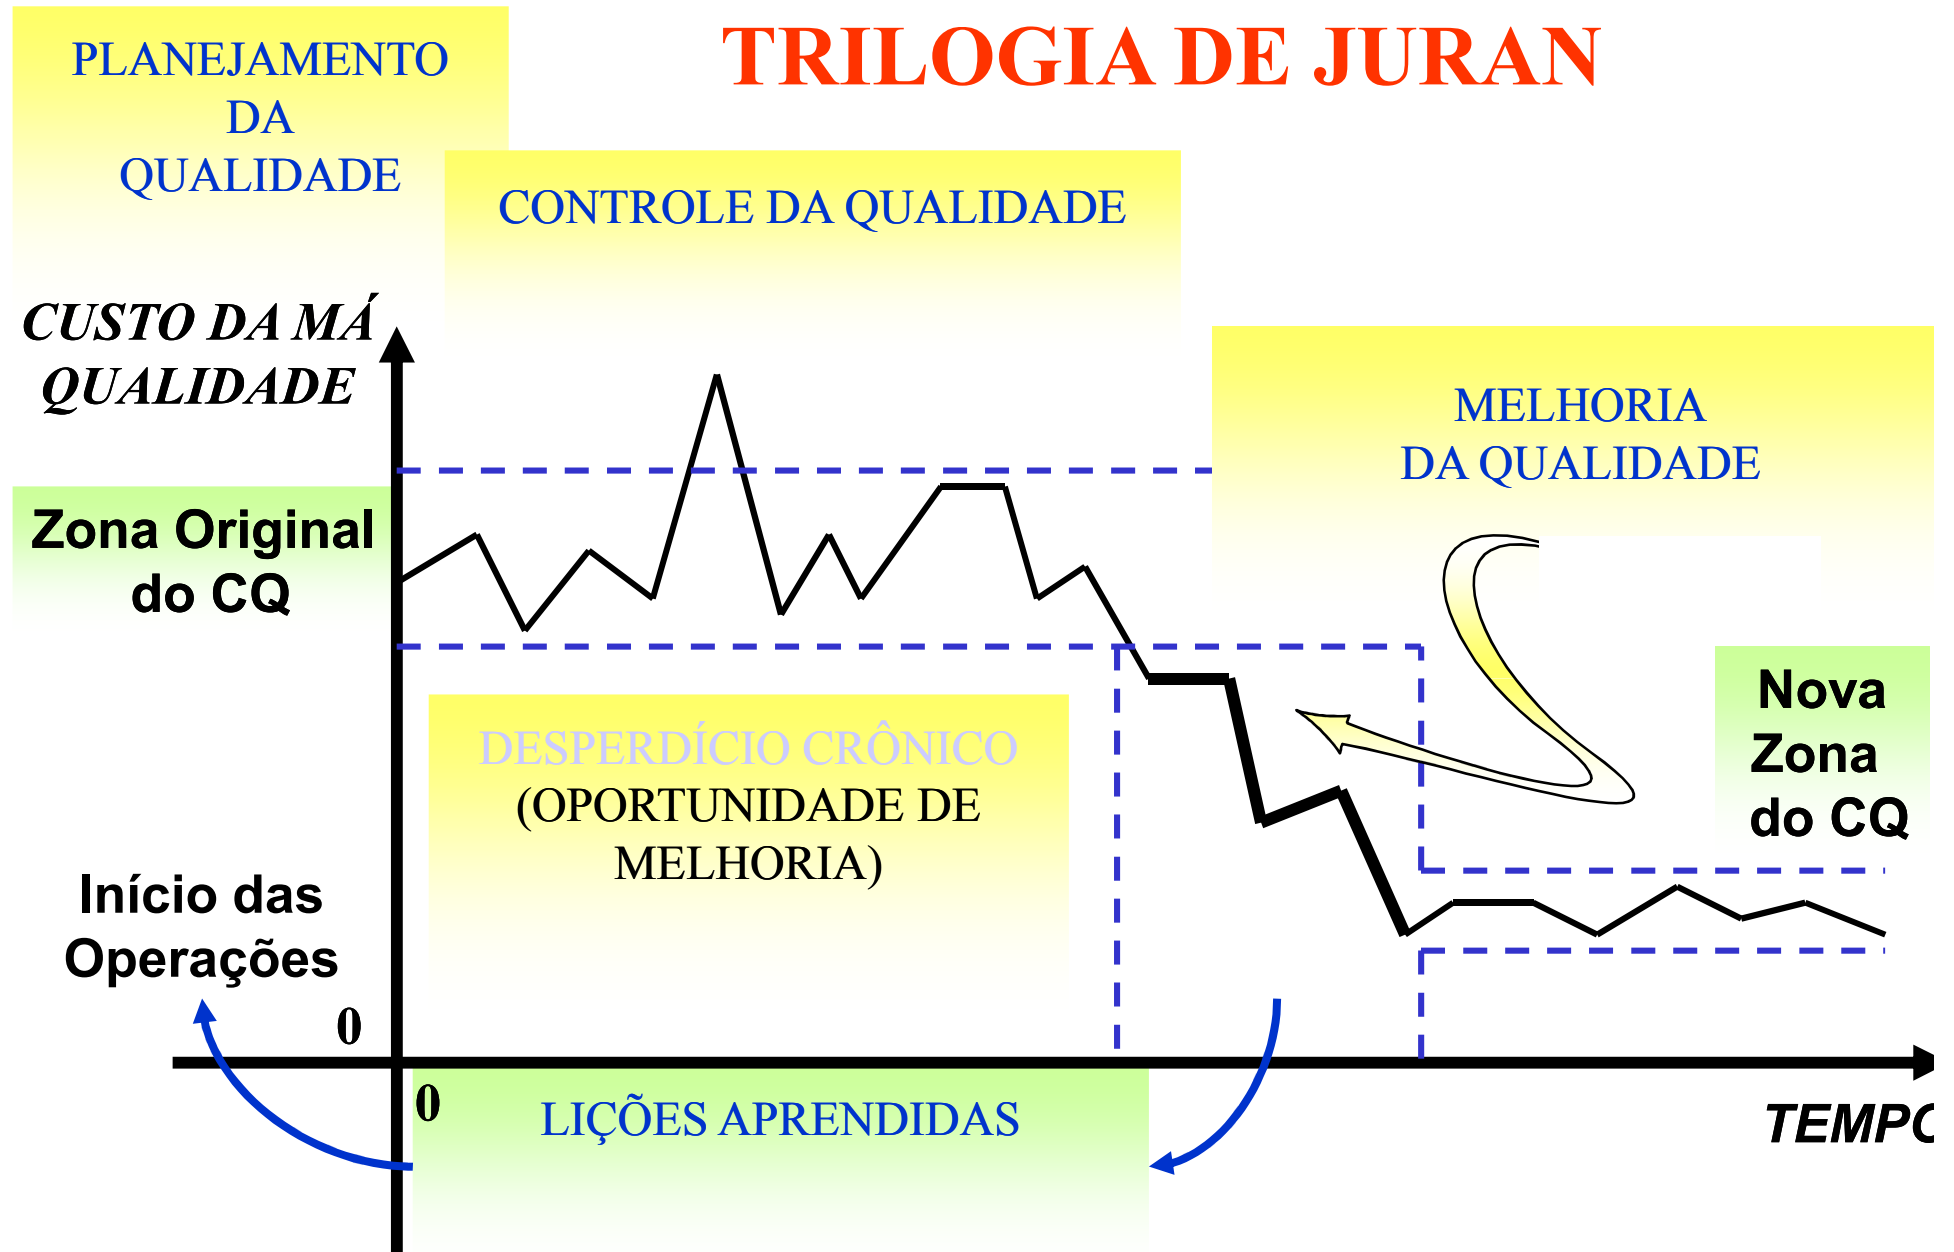 TRILOGIA DE JURAN
PLANEJAMENTO
DA
QUALIDADE
CONTROLE DA QUALIDADE
CUSTO DA MÁ
QUALIDADE
MELHORIA
DA QUALIDADE
Zona Original
do CQ
DESPERDÍCIO CRÔNICO
(OPORTUNIDADE DE
MELHORIA)
Nova
Zona
do CQ
Início das
Operações
0
0
LIÇÕES APRENDIDAS
TEMPO